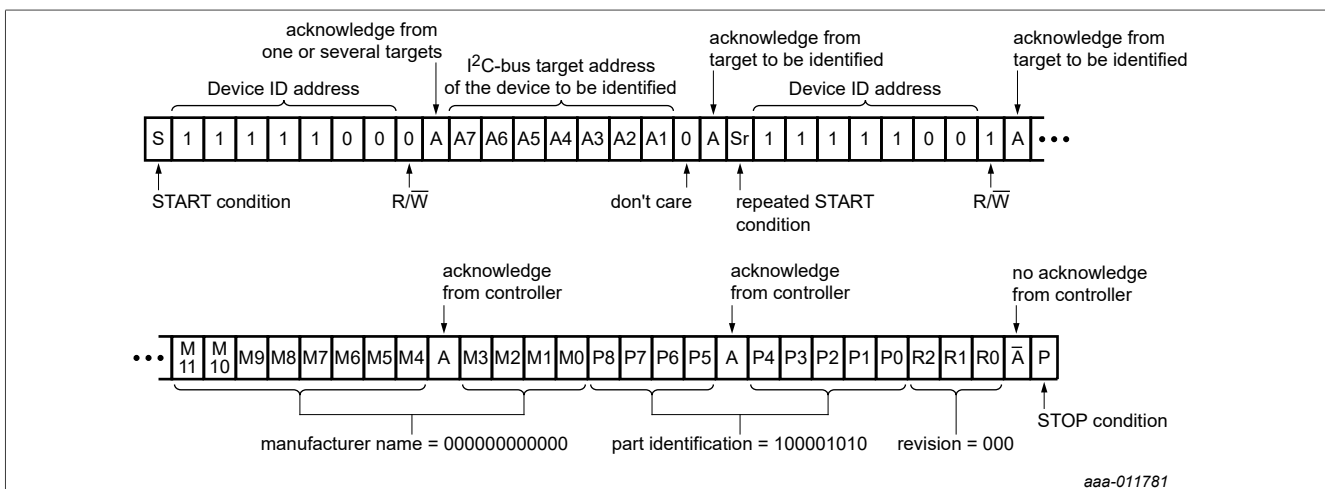 acknowledge from
one or several targets
I²C-bus target address
of the device to be identified
acknowledge from
target to be identified
acknowledge from
target to be identified
Device ID address
Device ID address
S 1 1 1 1 1 0 0 0 A A7 A6 A5 A4 A3 A2 A1 0 A Sr 1 1 1 1 1 0 0 1 A •••
START condition
R/W̅
don't care
repeated START
condition
R/W̅
acknowledge
from controller
acknowledge
from controller
no acknowledge
from controller
••• M11 M10 M9 M8 M7 M6 M5 M4 A M3 M2 M1 M0 P8 P7 P6 P5 A P4 P3 P2 P1 P0 R2 R1 R0 A̅ P
manufacturer name = 000000000000
part identification = 100001010
revision = 000
STOP condition
aaa-011781